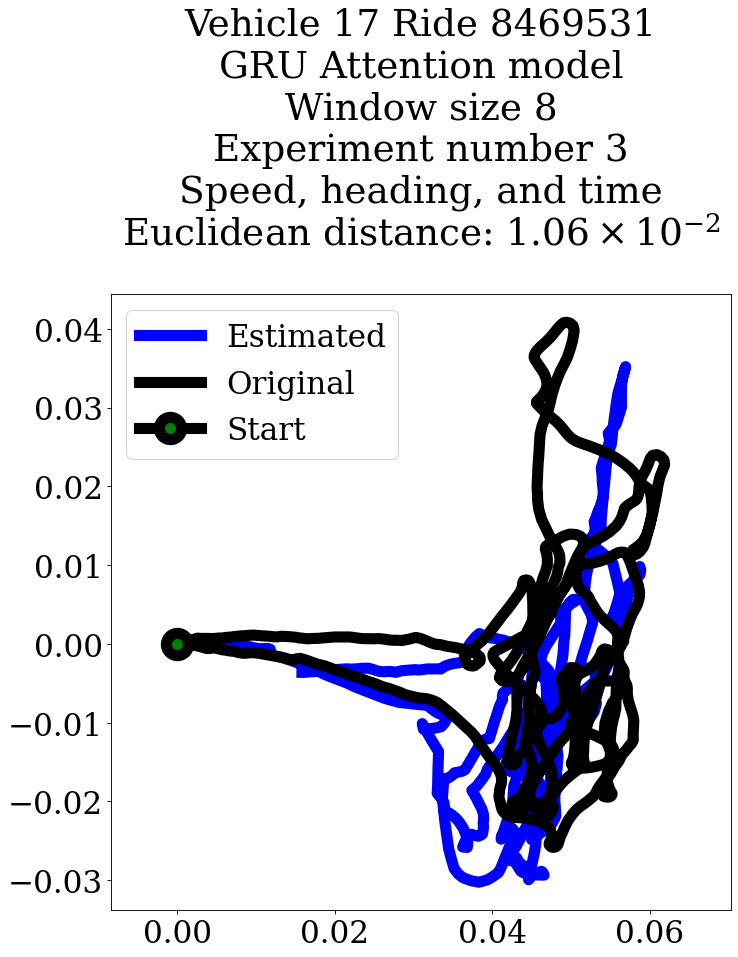 Vehicle 17 Ride 8469531
GRU Attention model
Window size 8
Experiment number 3
Speed, heading, and time
Euclidean distance: 1.06 × 10⁻²
Estimated
Original
Start
0.04
0.03
0.02
0.01
0.00
−0.01
−0.02
−0.03
0.00 0.02 0.04 0.06